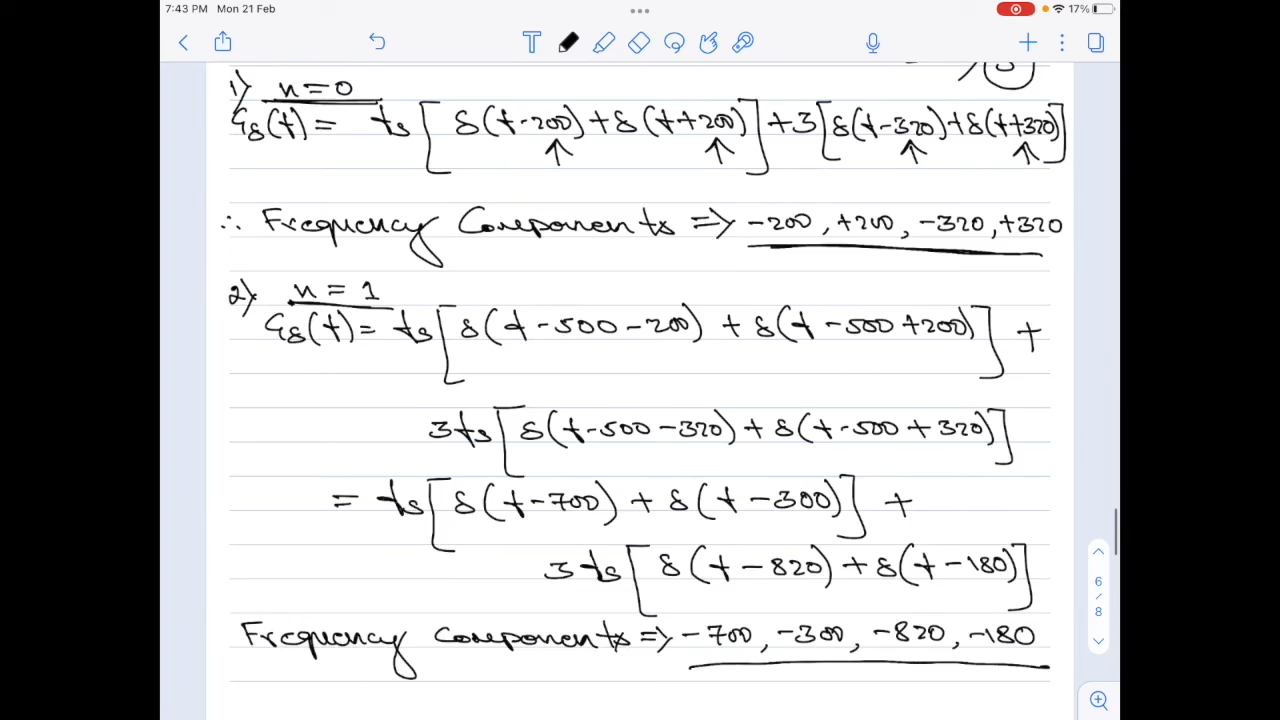 7:43 PM Mon 21 Feb
17%
T
1) n=0
Gδ(f) = fs [δ(f-200)+δ(f+200)]+3[δ(f-320)+δ(f+320)]
∴ Frequency Components => -200, +200, -320, +320
2) n = 1
Gδ(f) = fs[δ(f-500-200) + δ(f-500+200)] +
3fs[δ(f-500-320)+δ(f-500+320)]
= fs[δ(f-700) + δ(f-300)] +
3fs[δ(f-820)+δ(f-180)]
Frequency Components => -700, -300, -820, -180
6
/
8